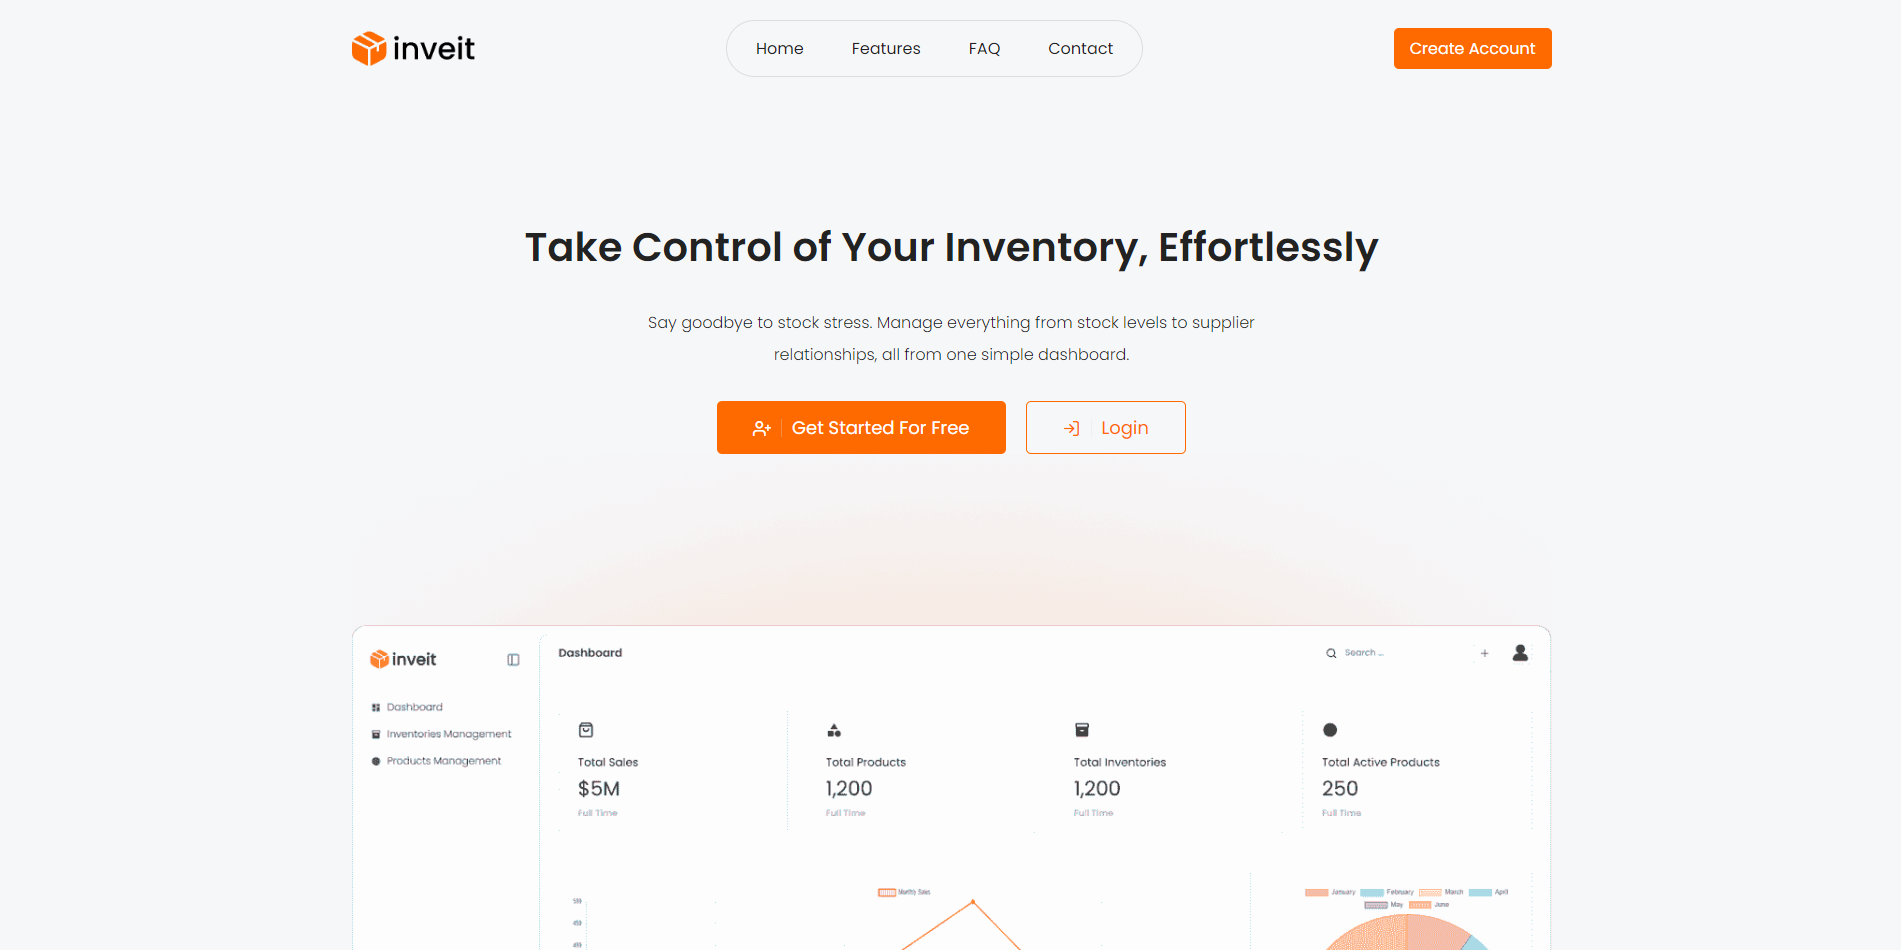 inveit
Home Features FAQ Contact
Create Account
Take Control of Your Inventory, Effortlessly
Say goodbye to stock stress. Manage everything from stock levels to supplier
relationships, all from one simple dashboard.
Get Started For Free
Login
inveit
Dashboard
Search ...
Dashboard
Inventories Management
Products Management
Total Sales
$5M
Full Time
Total Products
1,200
Full Time
Total Inventories
1,200
Full Time
Total Active Products
250
Full Time
Monthly Sales
500
450
400
January February March April
May June